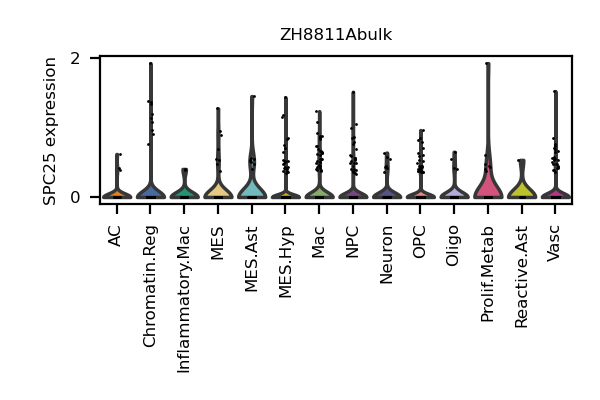 ZH8811Abulk
SPC25 expression
2
0
AC
Chromatin.Reg
Inflammatory.Mac
MES
MES.Ast
MES.Hyp
Mac
NPC
Neuron
OPC
Oligo
Prolif.Metab
Reactive.Ast
Vasc